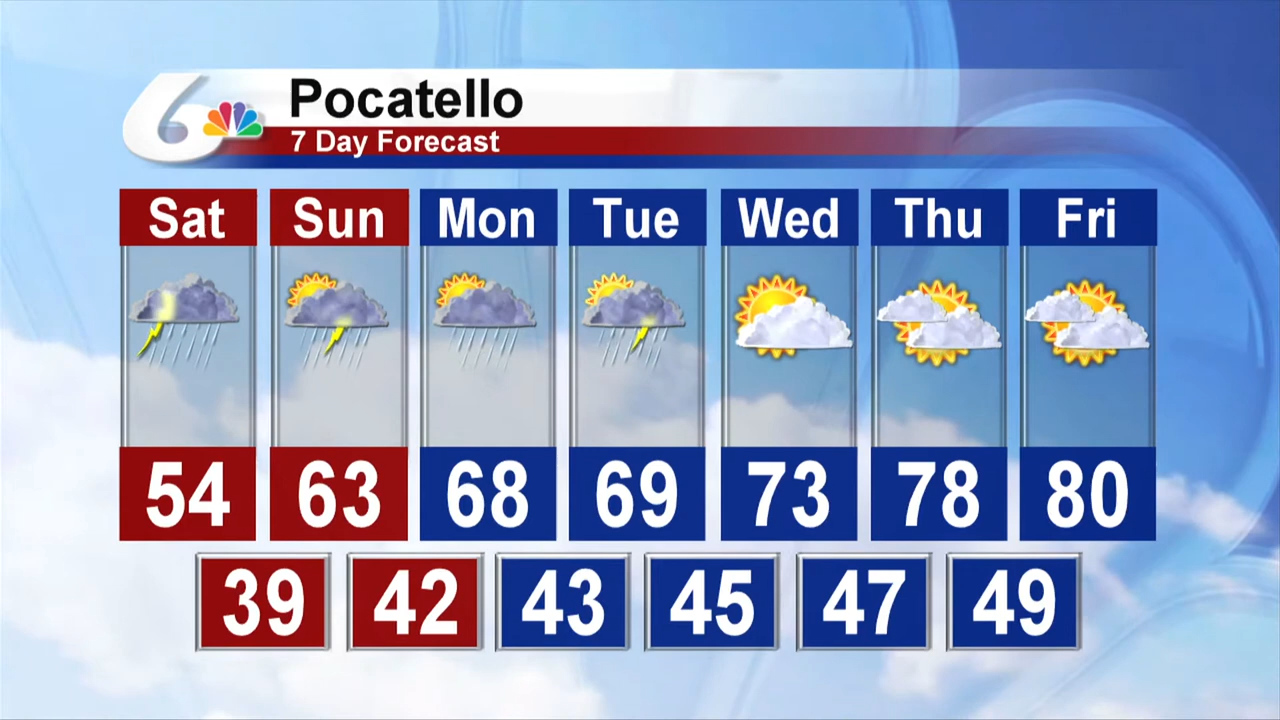 6
Pocatello
7 Day Forecast
Sat Sun Mon Tue Wed Thu Fri
54 63 68 69 73 78 80
39 42 43 45 47 49